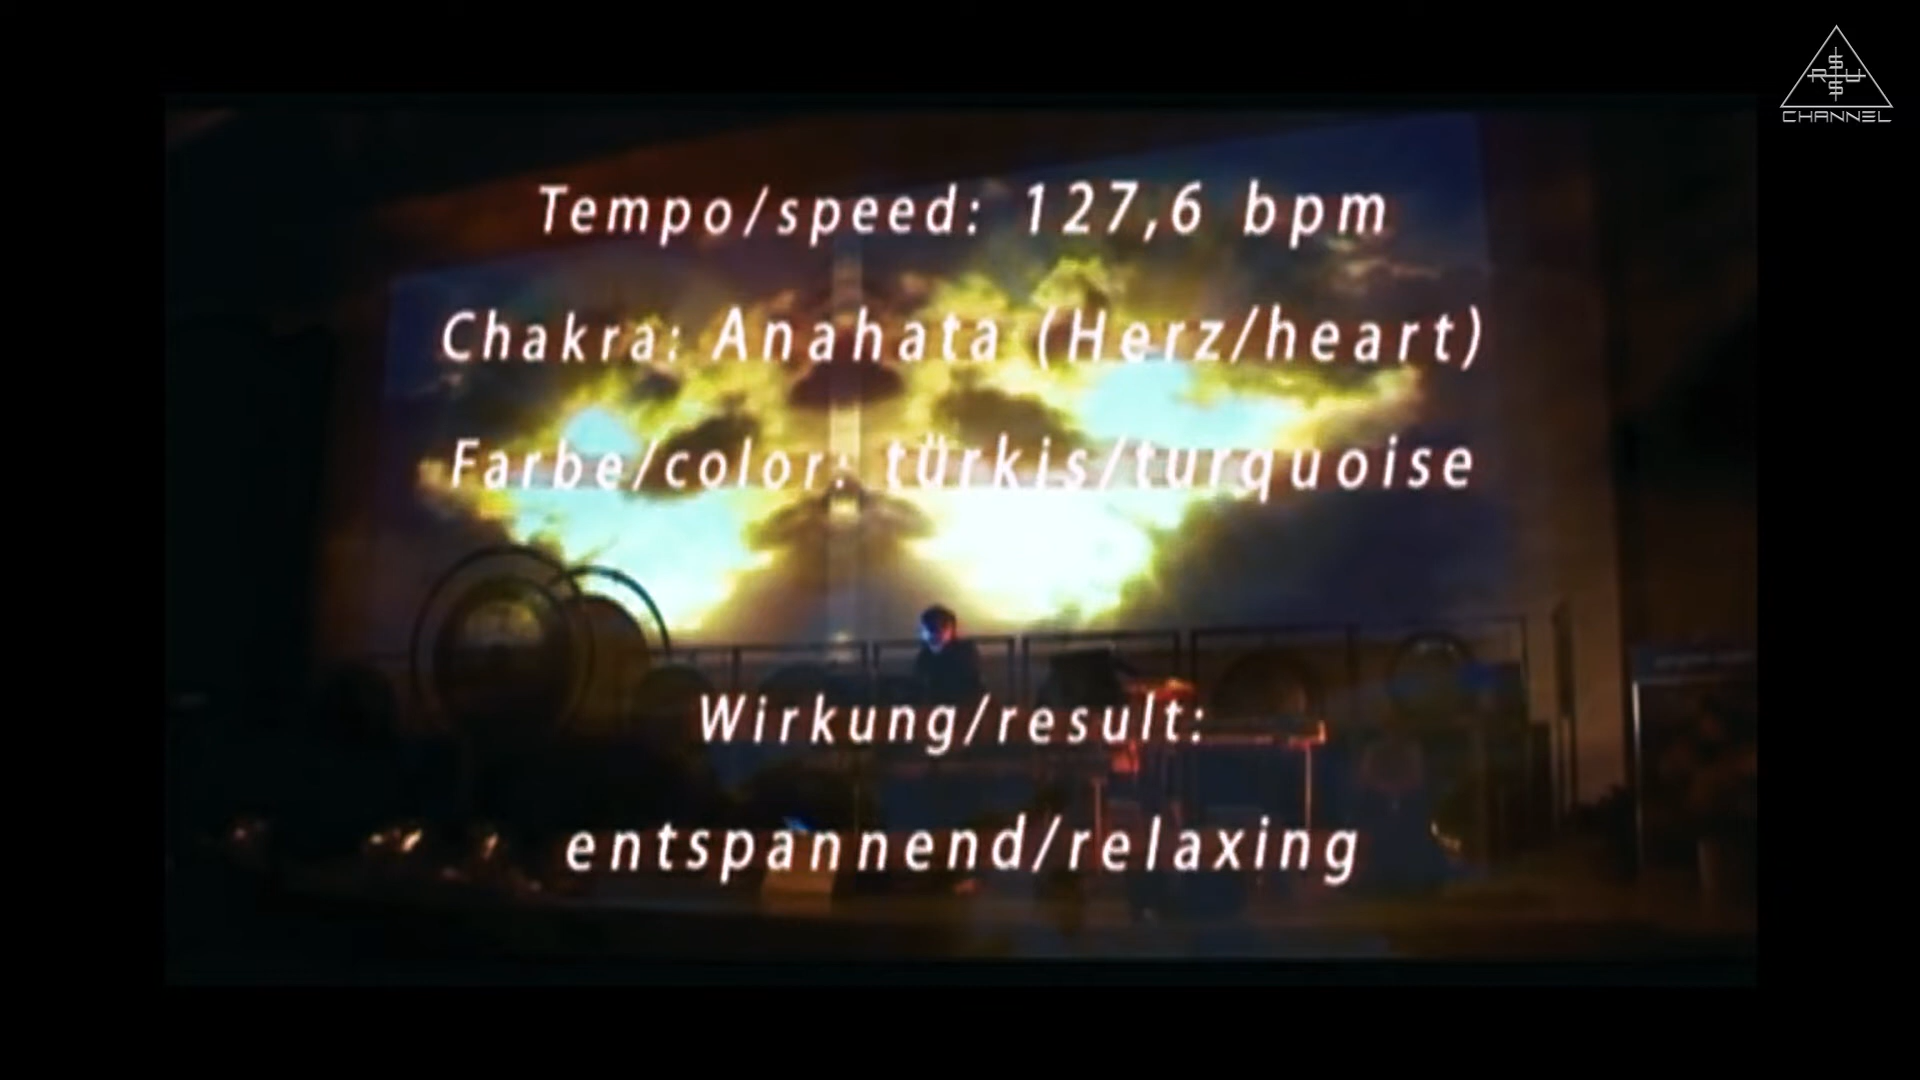 Tempo/speed: 127,6 bpm
Chakra: Anahata (Herz/heart)
Farbe/color: türkis/turquoise
Wirkung/result:
entspannend/relaxing
CHANNEL